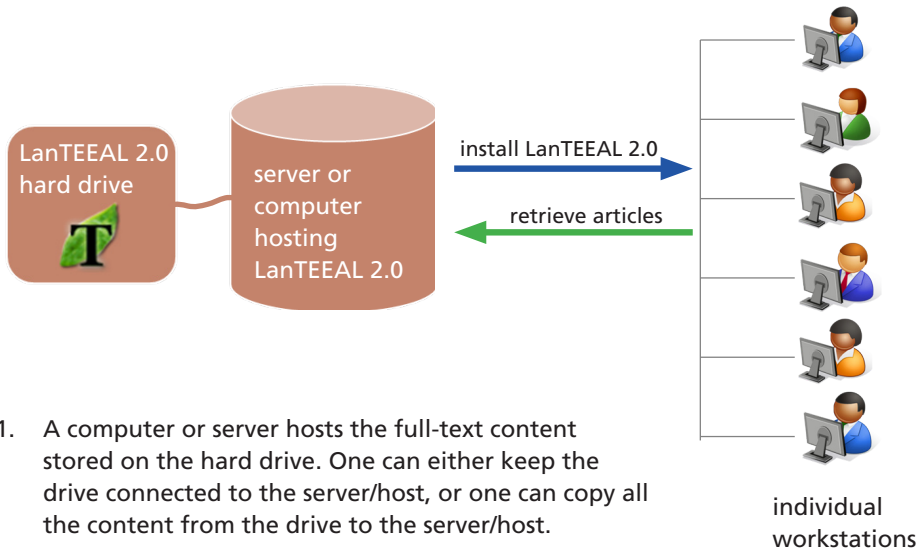 LanTEEAL 2.0
hard drive
T
server or
computer
hosting
LanTEEAL 2.0
install LanTEEAL 2.0
retrieve articles
1. A computer or server hosts the full-text content
stored on the hard drive. One can either keep the
drive connected to the server/host, or one can copy all
the content from the drive to the server/host.
individual
workstations